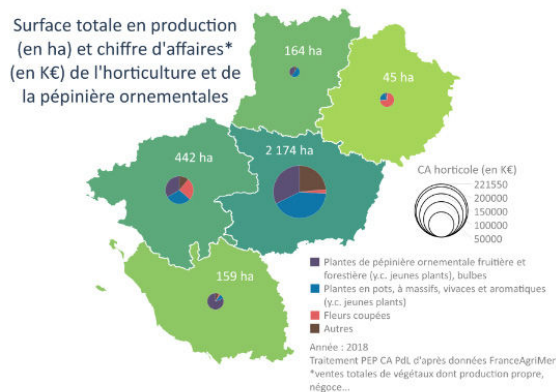 Surface totale en production
(en ha) et chiffre d'affaires*
(en K€) de l'horticulture et de
la pépinière ornementales
164 ha
45 ha
442 ha
2 174 ha
159 ha
CA horticole (en K€)
221550
200000
150000
100000
50000
Plantes de pépinière ornementale fruitière et
forestière (y.c. jeunes plants), bulbes
Plantes en pots, à massifs, vivaces et aromatiques
(y.c. jeunes plants)
Fleurs coupées
Autres
Année : 2018
Traitement PEP CA PdL d'après données FranceAgriMer
*ventes totales de végétaux dont production propre,
négoce...